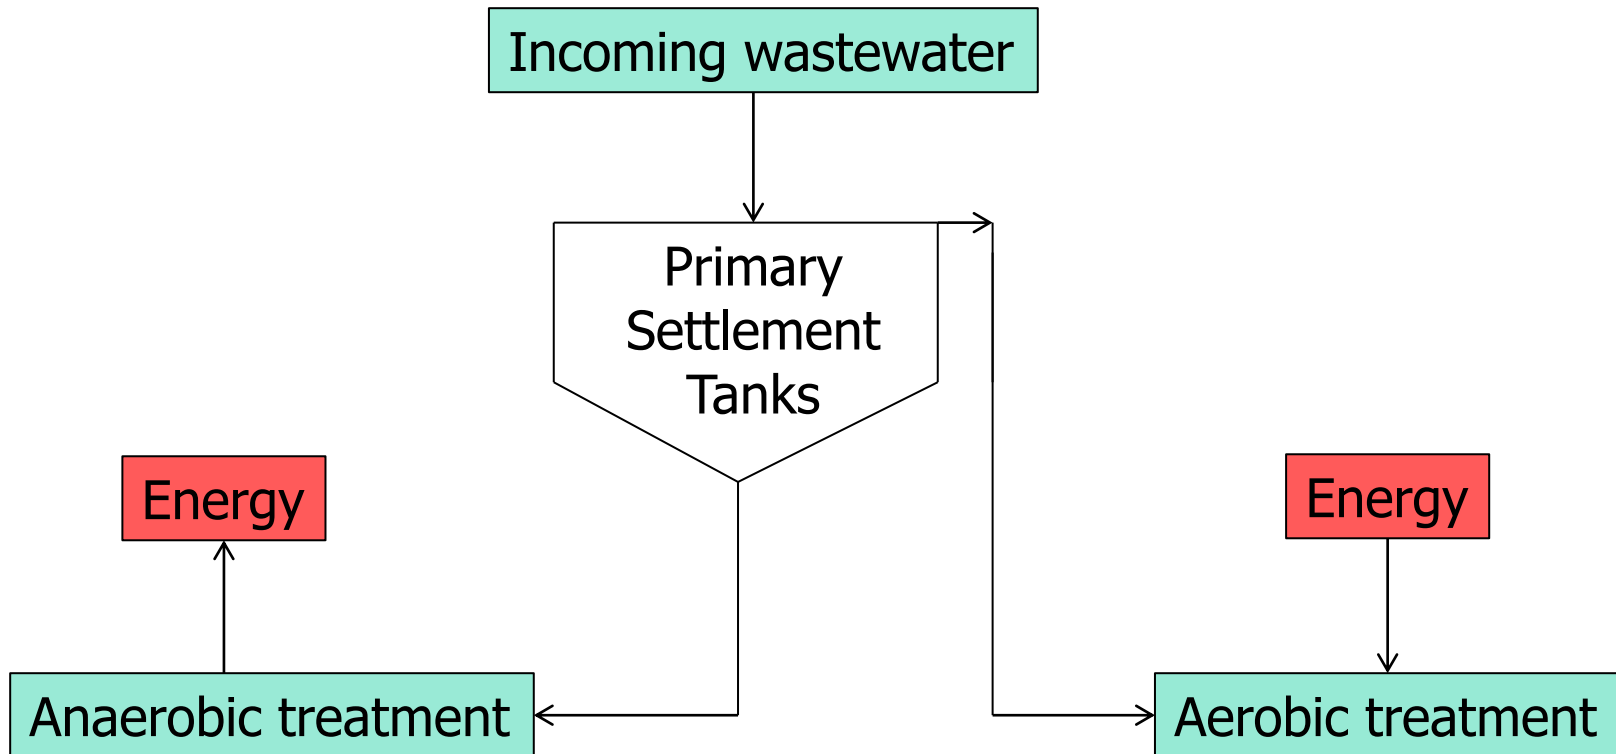 Incoming wastewater
Primary
Settlement
Tanks
Energy
Energy
Anaerobic treatment
Aerobic treatment